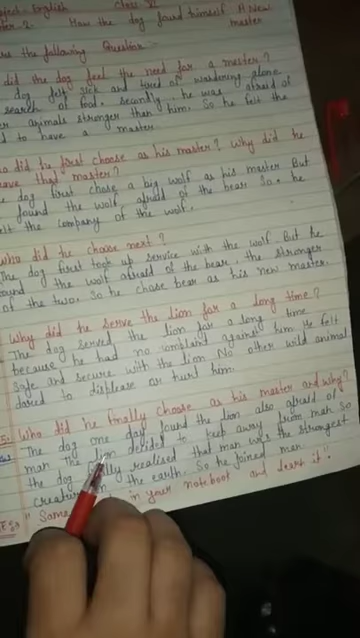 ject - English Class - VI
How the dog found himself A New
Master
the following Question -
did the dog feel the need for a master?
dog felt sick and tired of wandering alone
search of food. Secondly, he was afraid of
animals stronger than him. So he felt the
to have a master.
did he first choose as his master? Why did he
that master?
dog first chose a big wolf as his master But
found the wolf afraid of the bear So he
the company of the wolf.
who did he choose next?
The dog first took up service with the wolf. But he
the wolf afraid of the bear, the stronger
of the two. So he chose bear as his new master.
Why did he serve the lion for a long time?
The dog served the lion for a long time
because he had no complaint against him He felt
safe and secure with the lion No other wild animal
dared to displease or hurt him.
Who did he finally choose as his master and why?
The dog one day found the lion also afraid of
man The lion decided to keep away from man So
the dog realised that man was the strongest
the earth. So he joined men.
in your notebook and learn it"